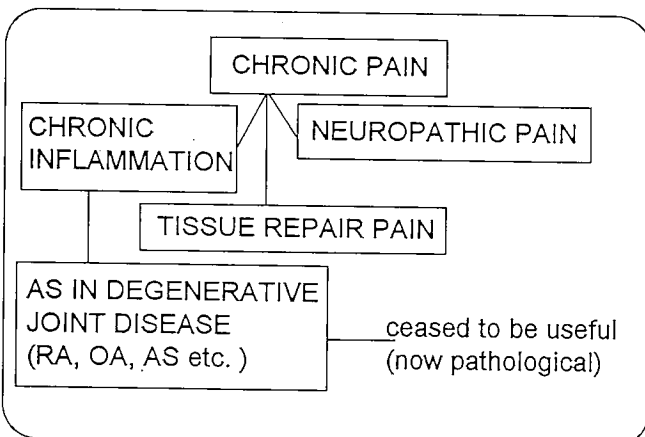 CHRONIC PAIN
CHRONIC
INFLAMMATION
NEUROPATHIC PAIN
TISSUE REPAIR PAIN
AS IN DEGENERATIVE
JOINT DISEASE
(RA, OA, AS etc. )
ceased to be useful
(now pathological)